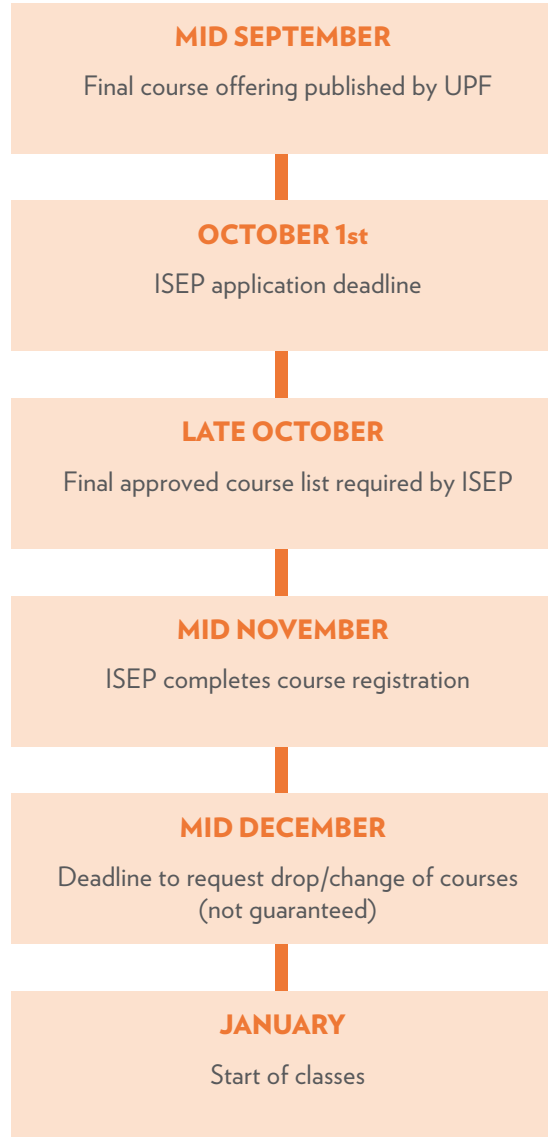 MID SEPTEMBER
Final course offering published by UPF
OCTOBER 1st
ISEP application deadline
LATE OCTOBER
Final approved course list required by ISEP
MID NOVEMBER
ISEP completes course registration
MID DECEMBER
Deadline to request drop/change of courses
(not guaranteed)
JANUARY
Start of classes